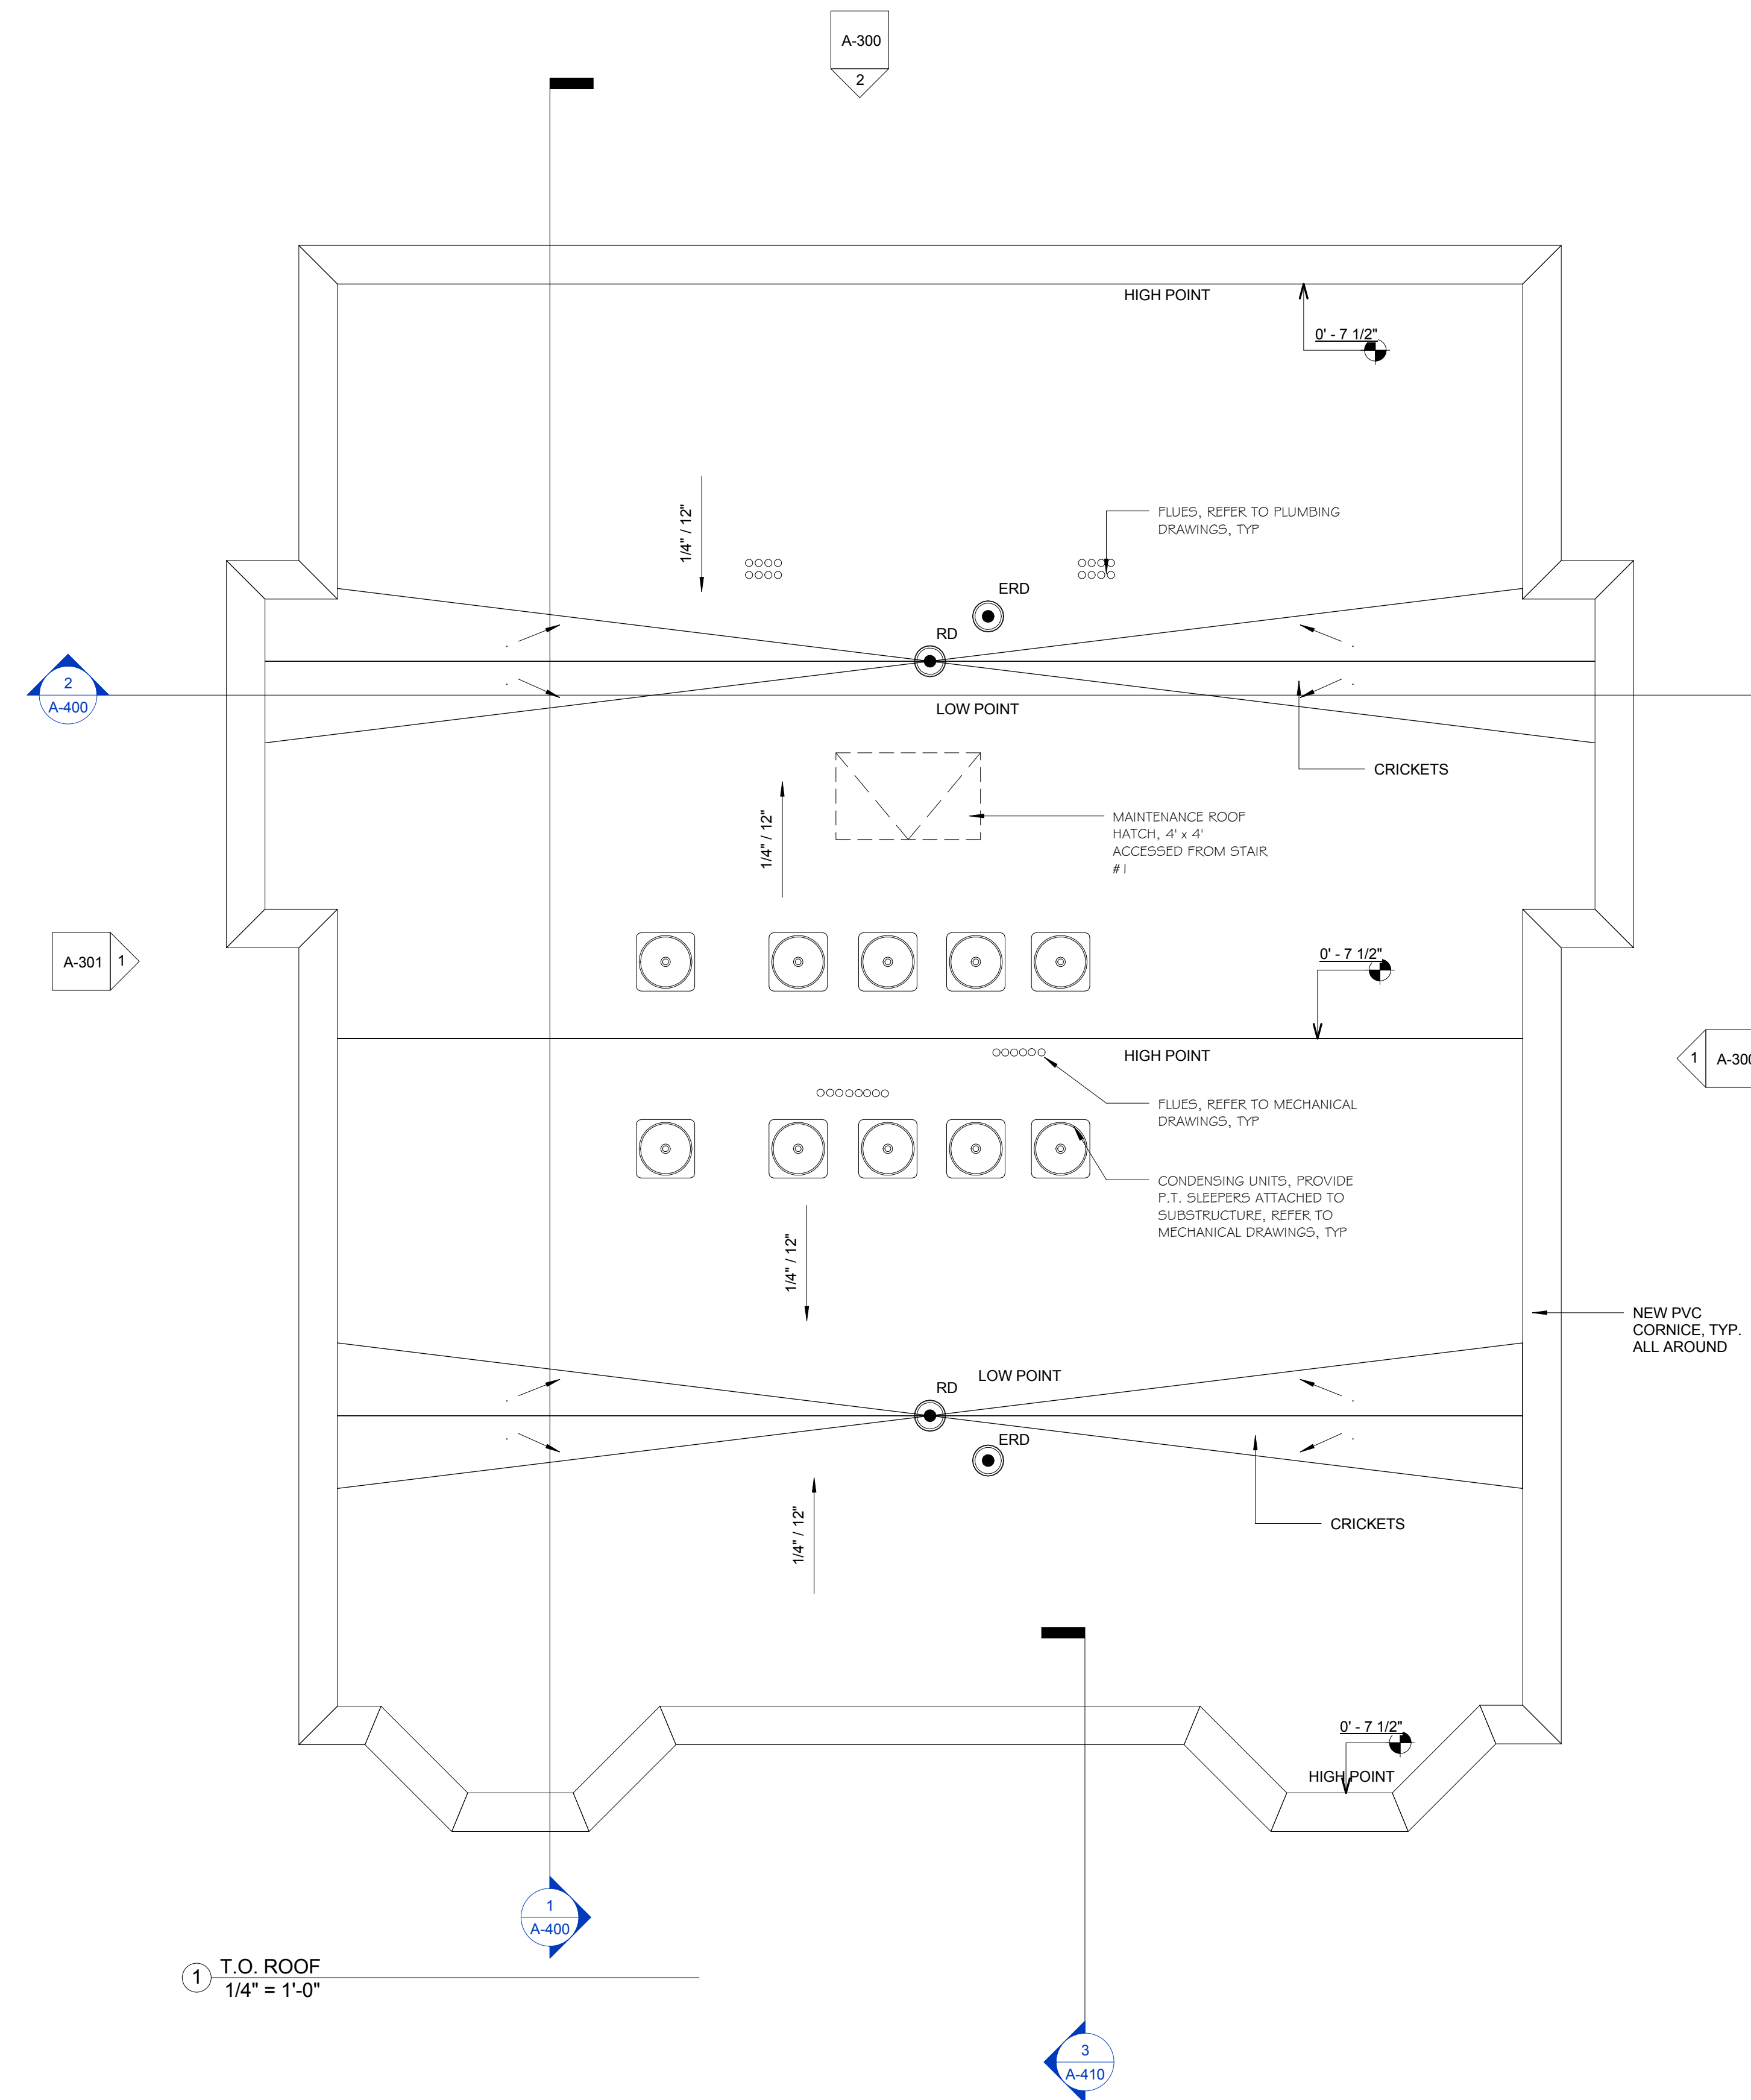 A-300
2
HIGH POINT
0' - 7 1/2"
1/4" / 12"
FLUES, REFER TO PLUMBING
DRAWINGS, TYP
ERD
RD
2
A-400
LOW POINT
CRICKETS
1/4" / 12"
MAINTENANCE ROOF
HATCH, 4' x 4'
ACCESSED FROM STAIR
#1
A-301
1
0' - 7 1/2"
HIGH POINT
1
A-300
FLUES, REFER TO MECHANICAL
DRAWINGS, TYP
CONDENSING UNITS, PROVIDE
P.T. SLEEPERS ATTACHED TO
SUBSTRUCTURE, REFER TO
MECHANICAL DRAWINGS, TYP
1/4" / 12"
NEW PVC
CORNICE, TYP.
ALL AROUND
LOW POINT
RD
ERD
1/4" / 12"
CRICKETS
0' - 7 1/2"
HIGH POINT
1
A-400
1
T.O. ROOF
1/4" = 1'-0"
3
A-410